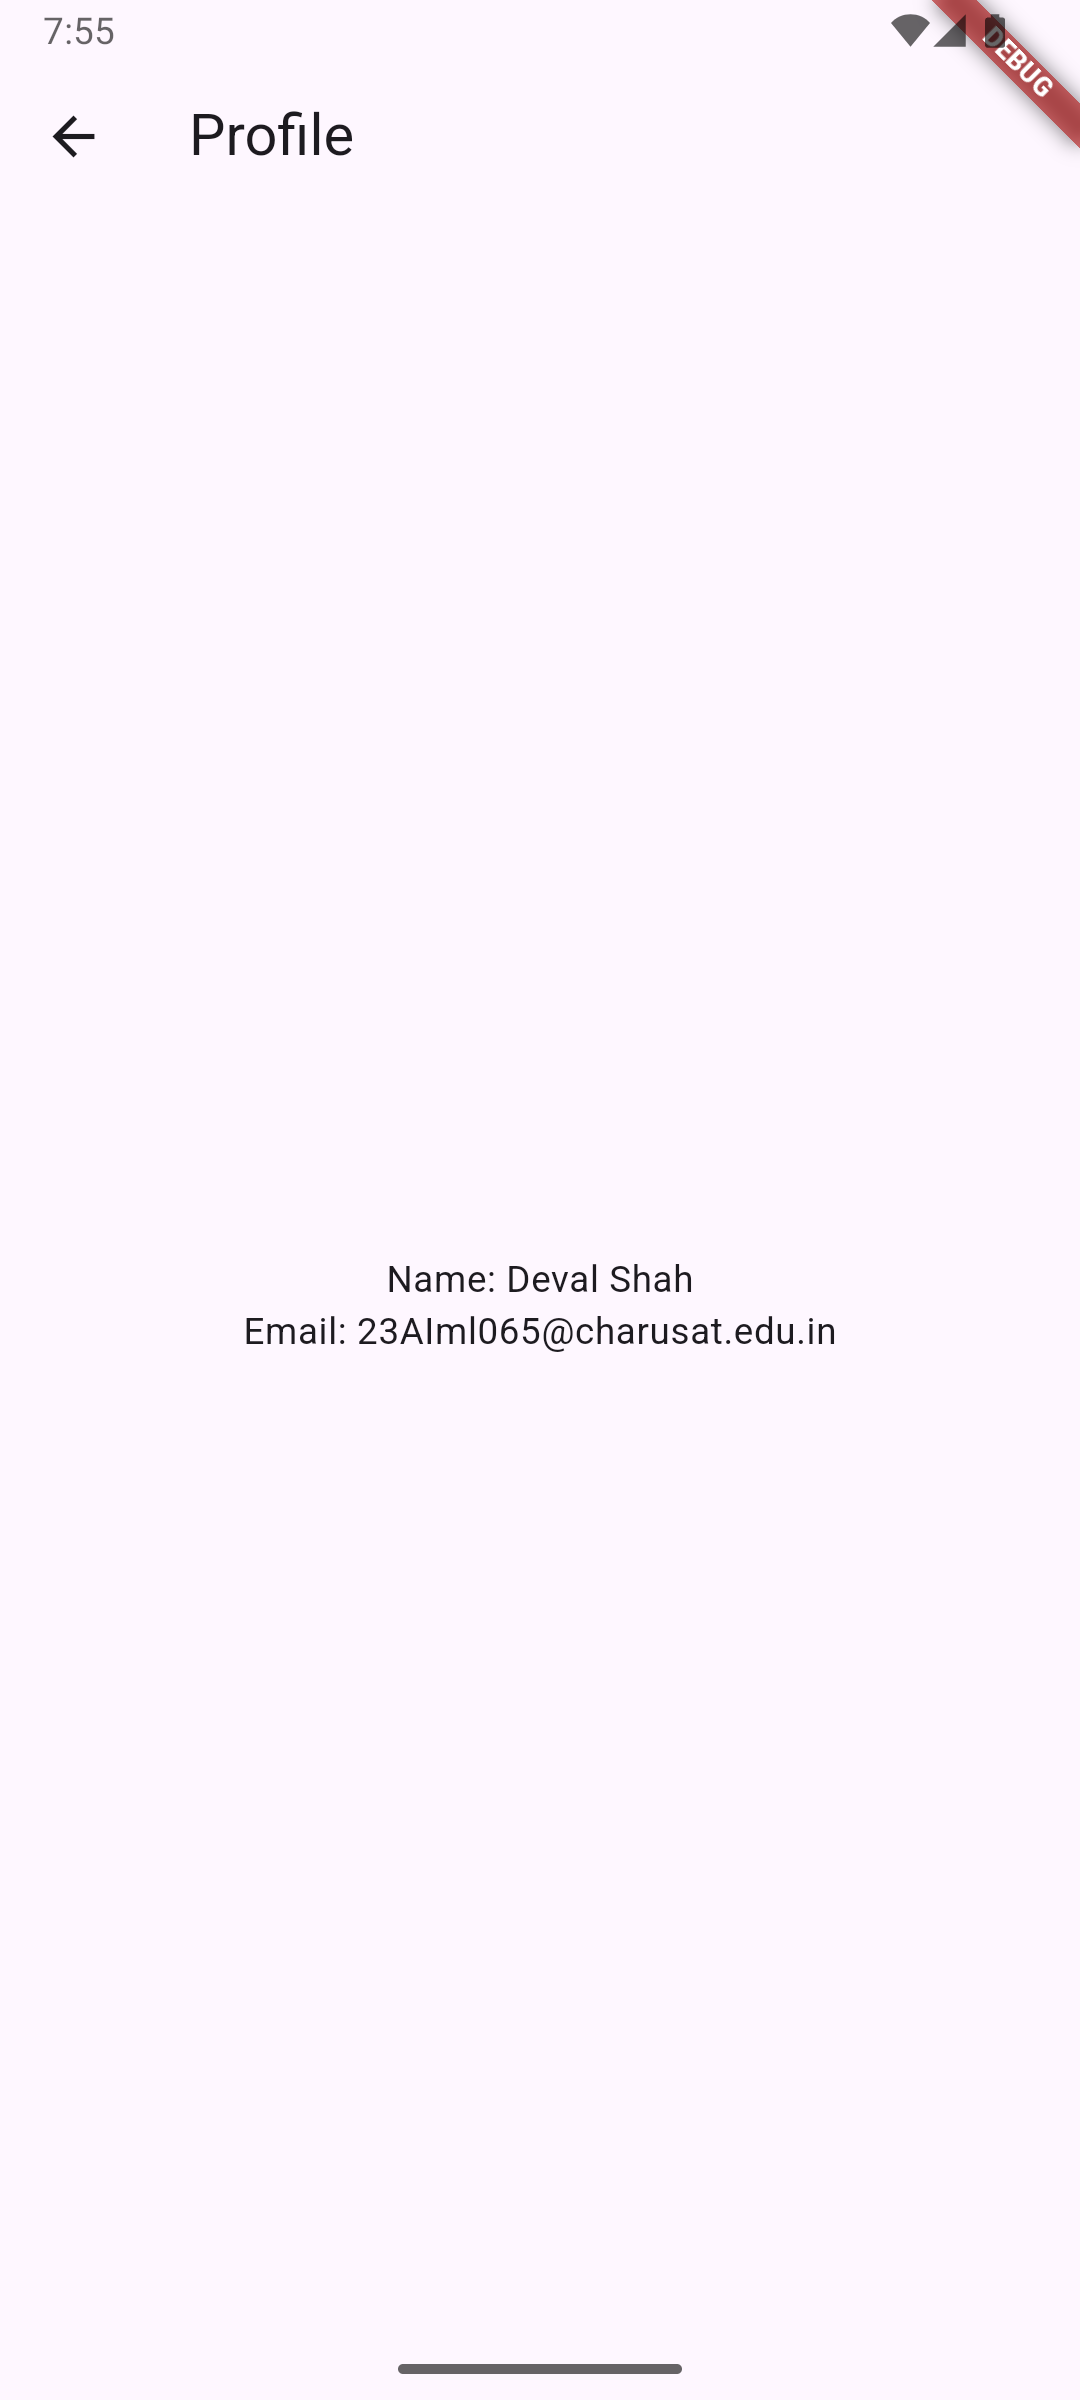 7:55
DEBUG
Profile
Name: Deval Shah
Email: 23AIml065@charusat.edu.in